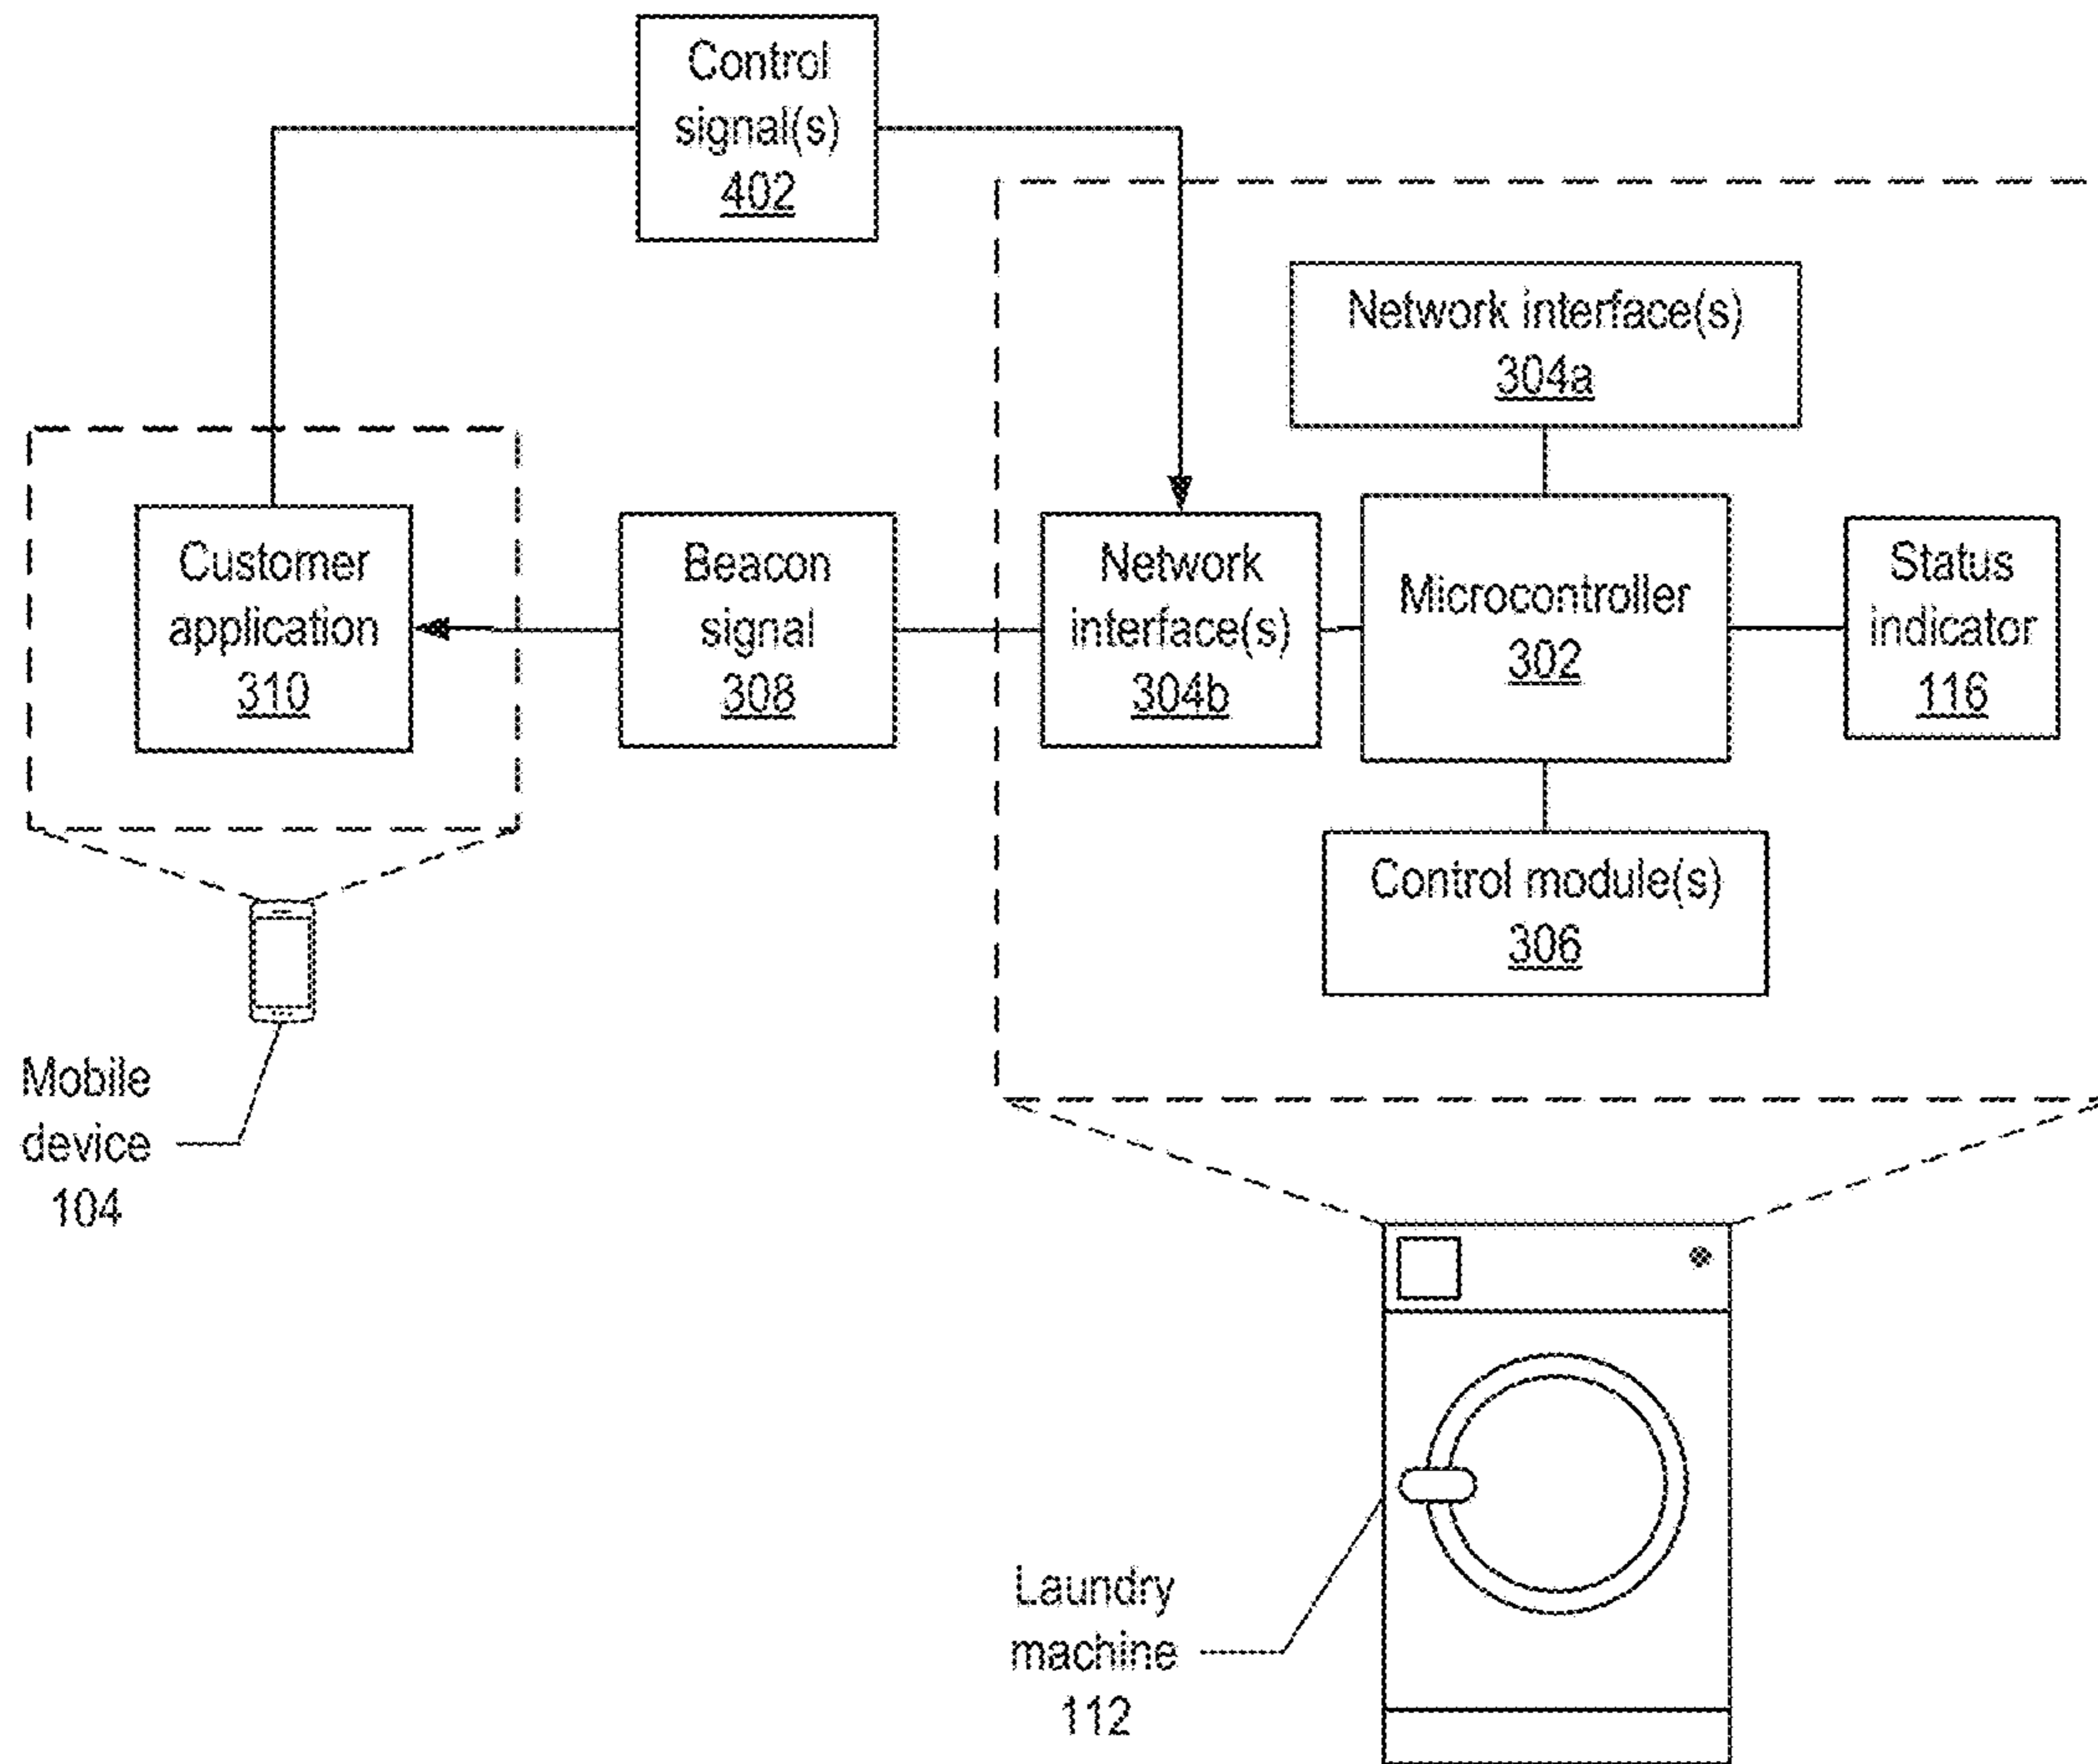 Control
signal(s)
402
Network interface(s)
304a
Customer
application
310
Beacon
signal
308
Network
interface(s)
304b
Microcontroller
302
Status
indicator
116
Control module(s)
306
Mobile
device
104
Laundry
machine
112